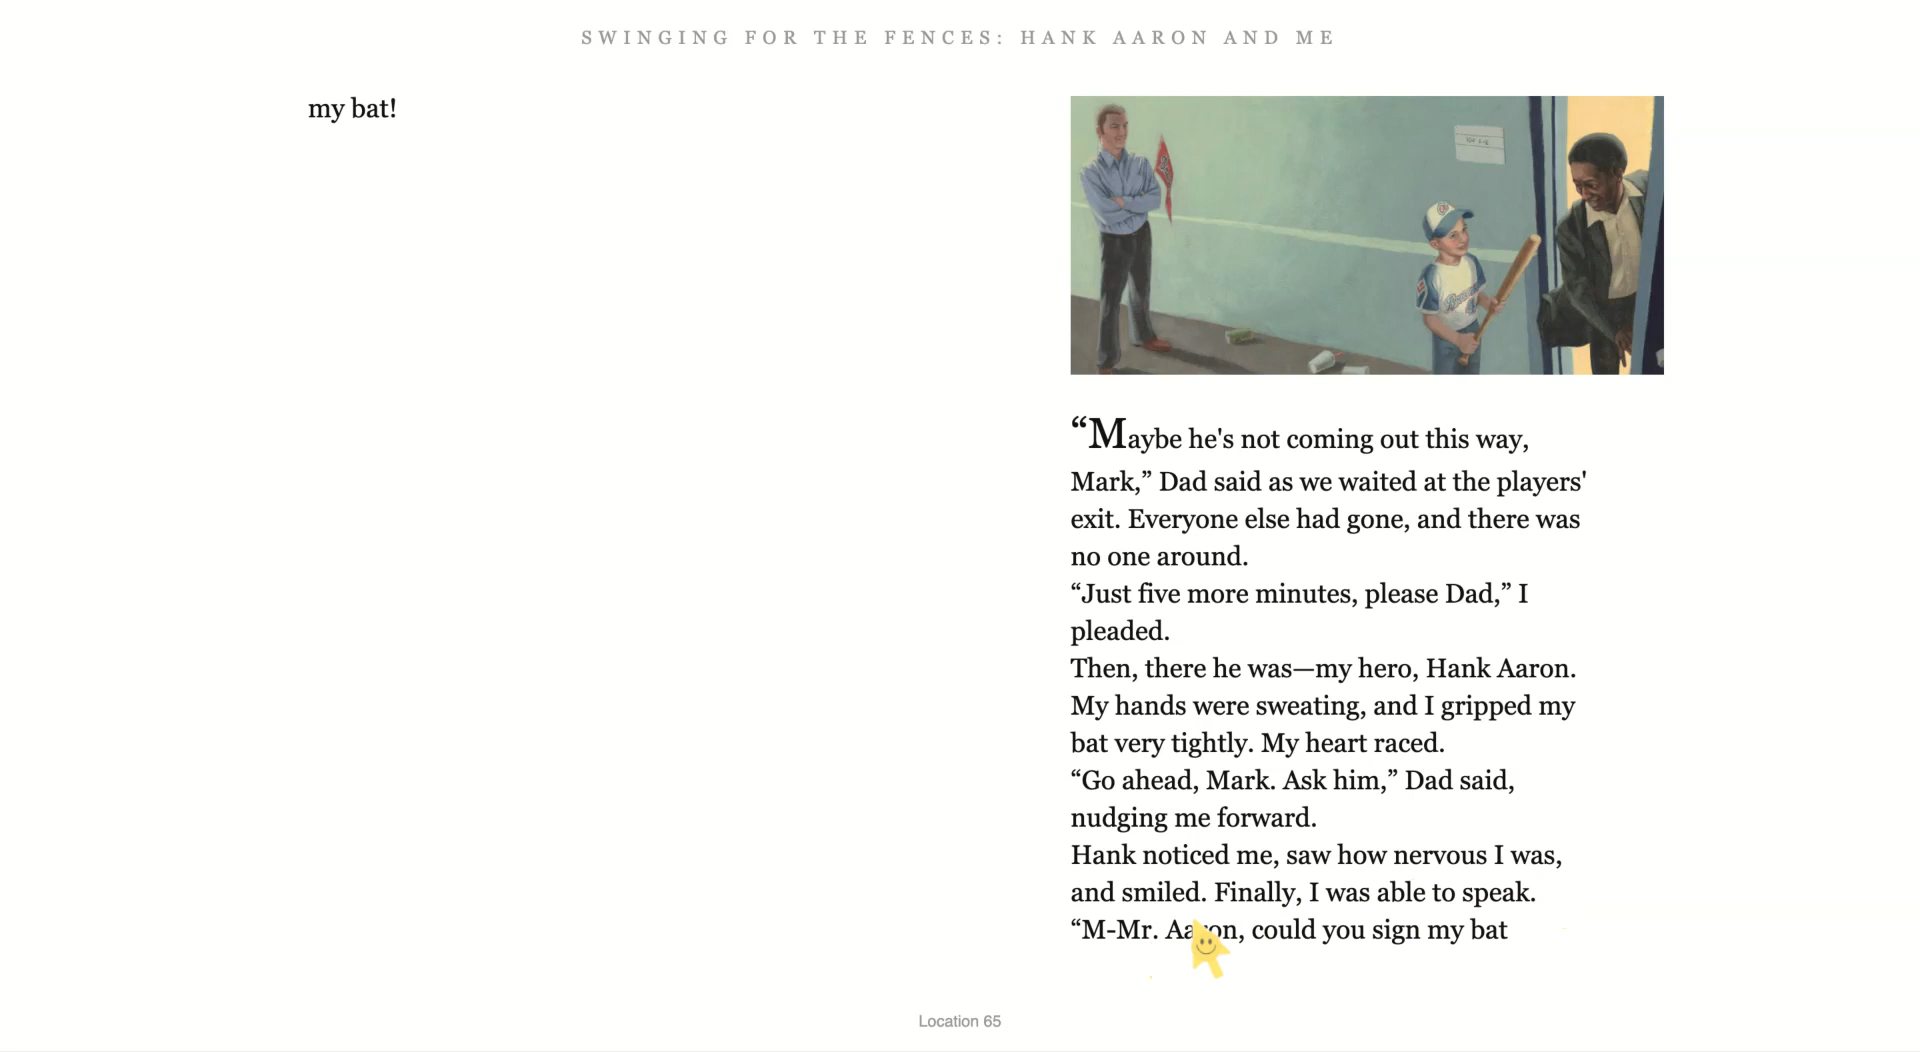 SWINGING FOR THE FENCES: HANK AARON AND ME
my bat!
“Maybe he's not coming out this way,
Mark,” Dad said as we waited at the players'
exit. Everyone else had gone, and there was
no one around.
“Just five more minutes, please Dad,” I
pleaded.
Then, there he was—my hero, Hank Aaron.
My hands were sweating, and I gripped my
bat very tightly. My heart raced.
“Go ahead, Mark. Ask him,” Dad said,
nudging me forward.
Hank noticed me, saw how nervous I was,
and smiled. Finally, I was able to speak.
“M-Mr. Aaron, could you sign my bat
Location 65